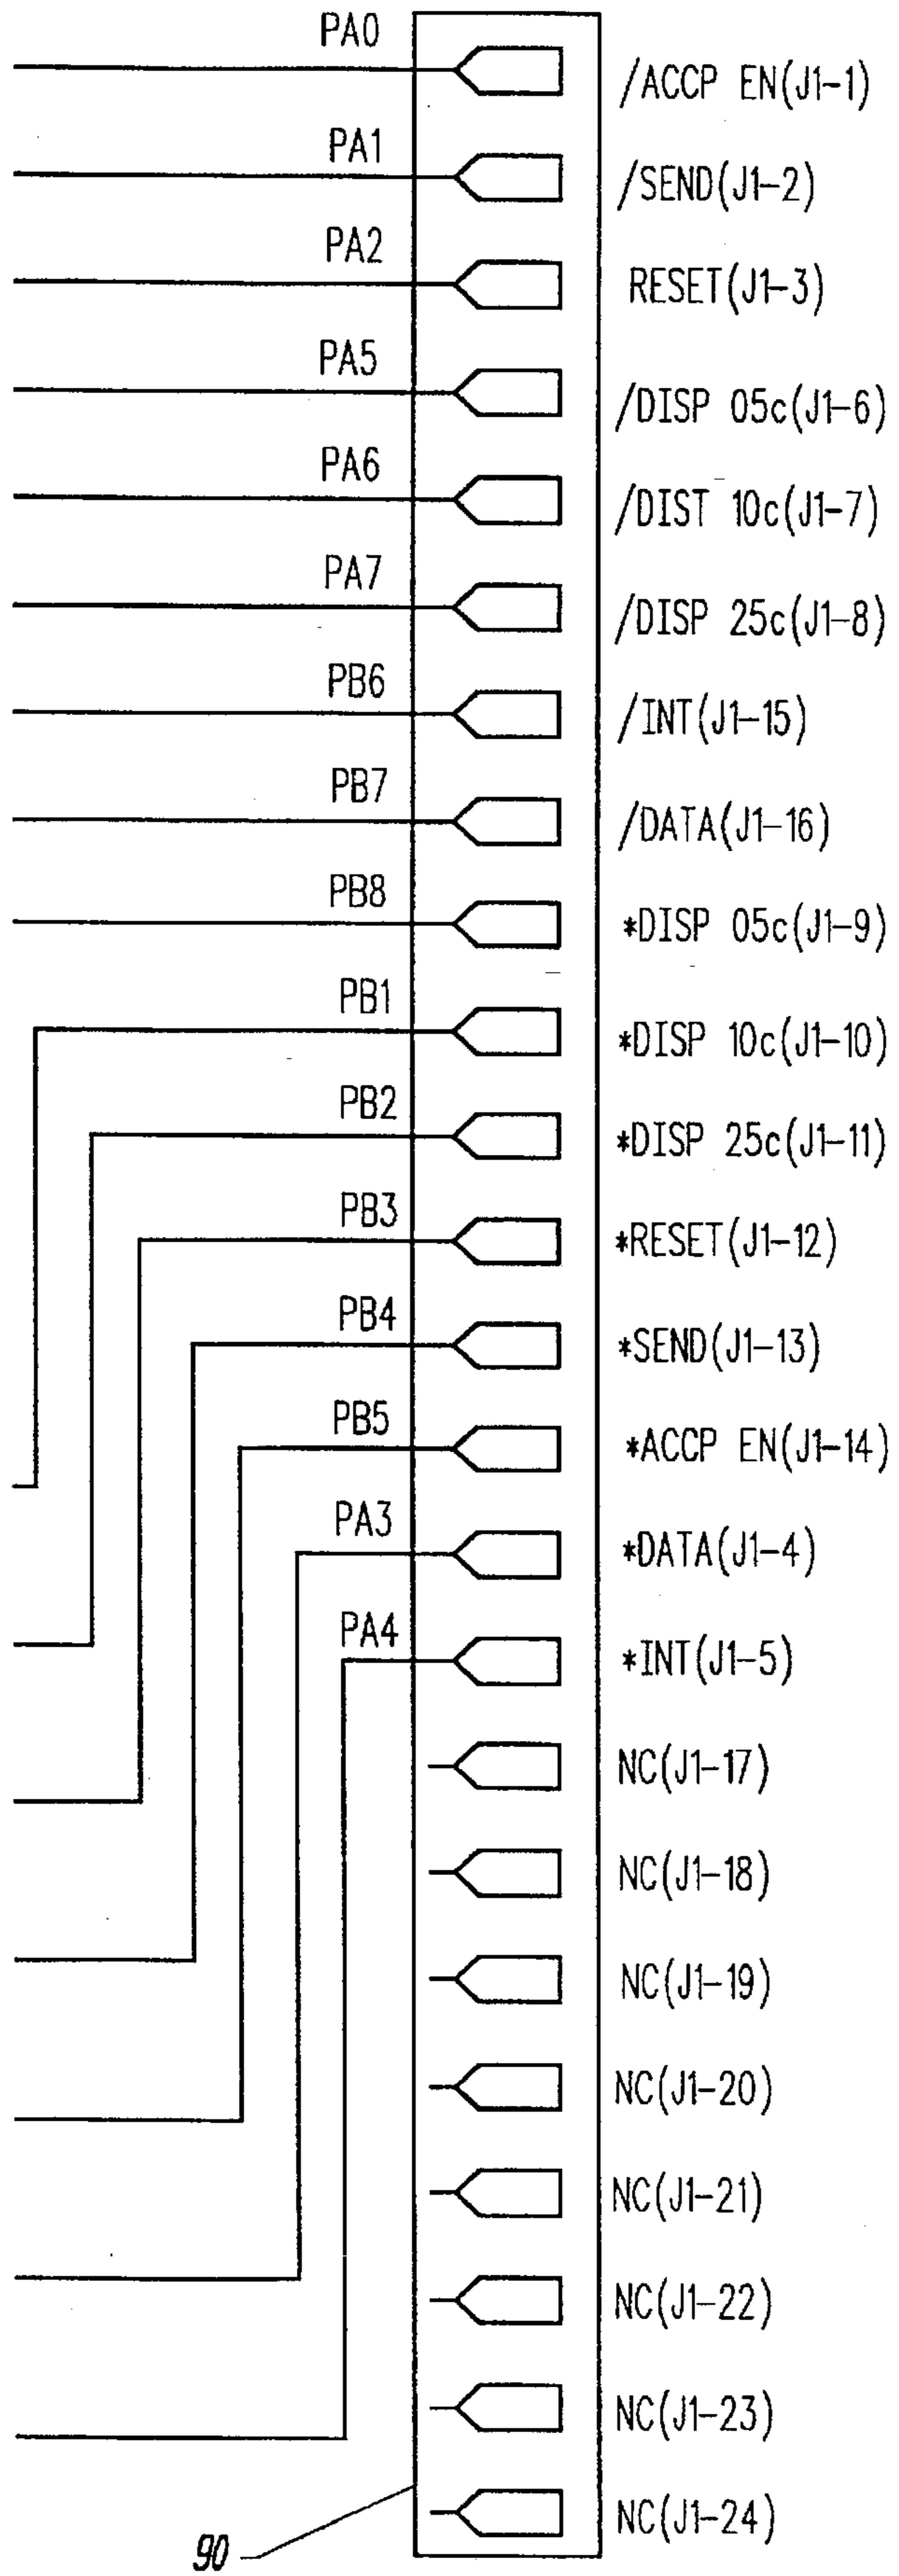 PA0 /ACCP EN(J1-1)
PA1 /SEND(J1-2)
PA2 RESET(J1-3)
PA5 /DISP 05c(J1-6)
PA6 /DIST 10c(J1-7)
PA7 /DISP 25c(J1-8)
PB6 /INT(J1-15)
PB7 /DATA(J1-16)
PB8 *DISP 05c(J1-9)
PB1 *DISP 10c(J1-10)
PB2 *DISP 25c(J1-11)
PB3 *RESET(J1-12)
PB4 *SEND(J1-13)
PB5 *ACCP EN(J1-14)
PA3 *DATA(J1-4)
PA4 *INT(J1-5)
NC(J1-17)
NC(J1-18)
NC(J1-19)
NC(J1-20)
NC(J1-21)
NC(J1-22)
NC(J1-23)
NC(J1-24)
90